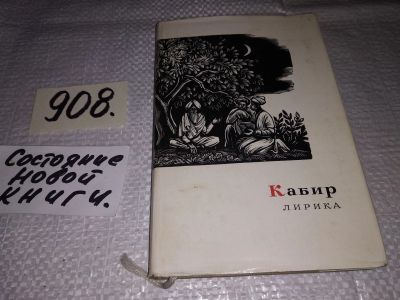 908.
Состояние
новой
книги.
Кабир
ЛИРИКА